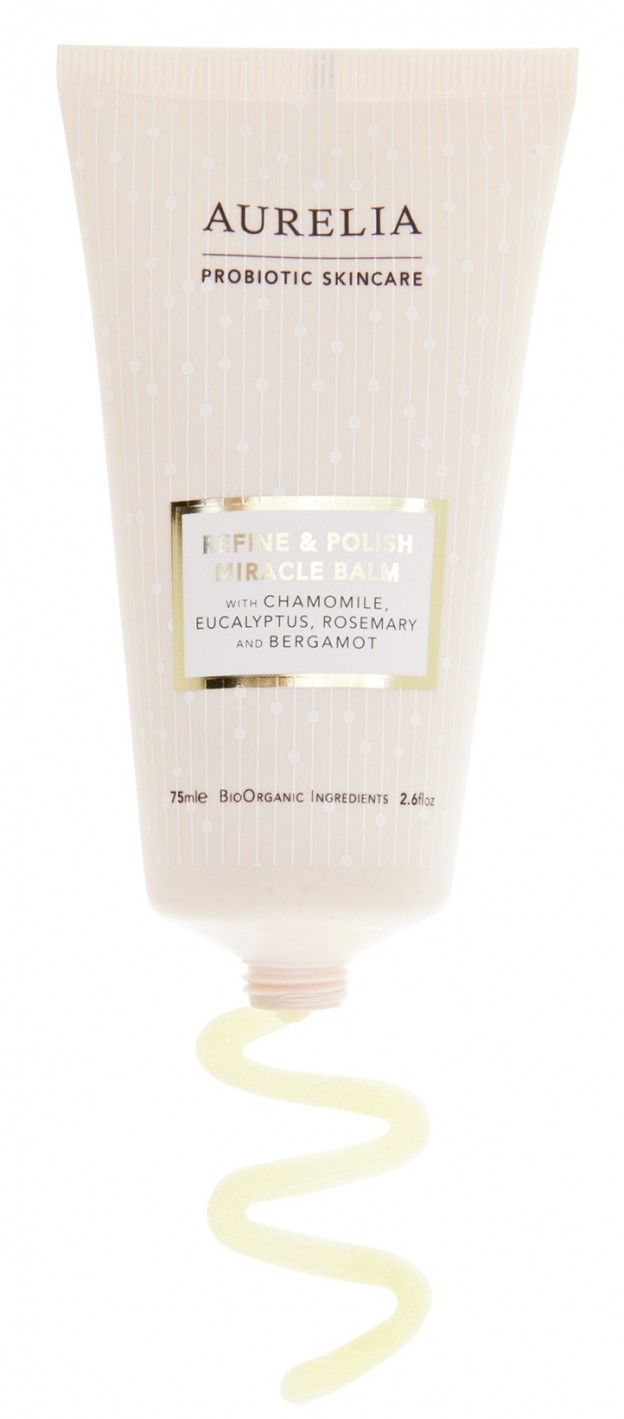 AURELIA
PROBIOTIC SKINCARE
REFINE & POLISH
MIRACLE BALM
WITH CHAMOMILE,
EUCALYPTUS, ROSEMARY
AND BERGAMOT
75mle BIOORGANIC INGREDIENTS 2.6floz